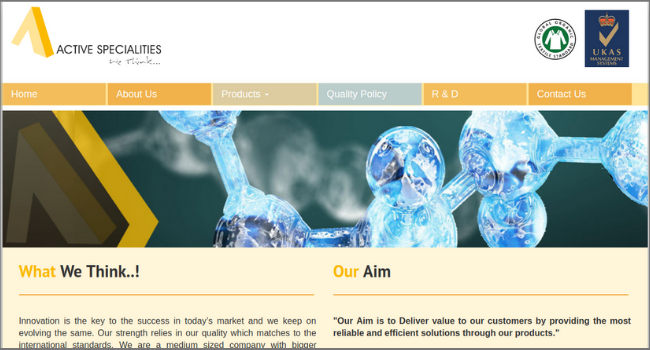 ACTIVE SPECIALITIES
We Think...
GLOBAL ORGANIC TEXTILE STANDARD
UKAS
MANAGEMENT
SYSTEMS
Home
About Us
Products
Quality Policy
R & D
Contact Us
What We Think..!
Our Aim
Innovation is the key to the success in today's market and we keep on
evolving the same. Our strength relies in our quality which matches to the
international standards. We are a medium sized company with bigger
"Our Aim is to Deliver value to our customers by providing the most
reliable and efficient solutions through our products."